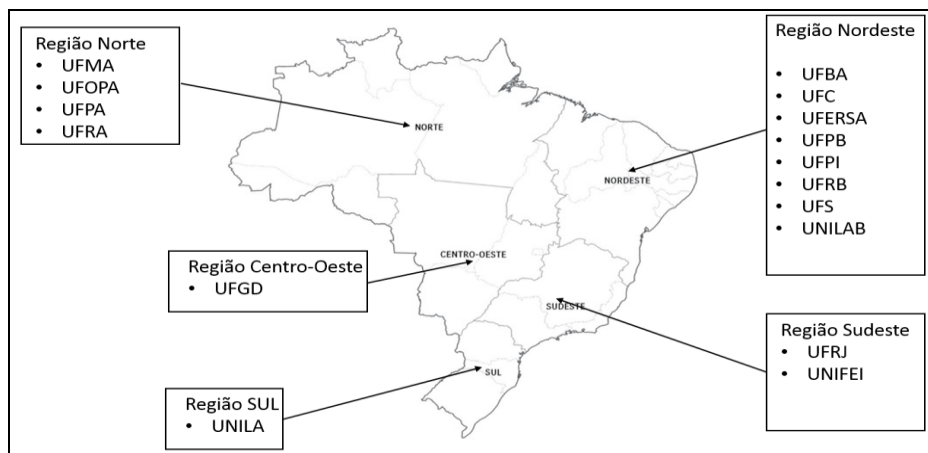 Região Norte
• UFMA
• UFOPA
• UFPA
• UFRA
Região Nordeste
• UFBA
• UFC
• UFERSA
• UFPB
• UFPI
• UFRB
• UFS
• UNILAB
NORTE
NORDESTE
CENTRO-OESTE
SUDESTE
SUL
Região Centro-Oeste
• UFGD
Região Sudeste
• UFRJ
• UNIFEI
Região SUL
• UNILA